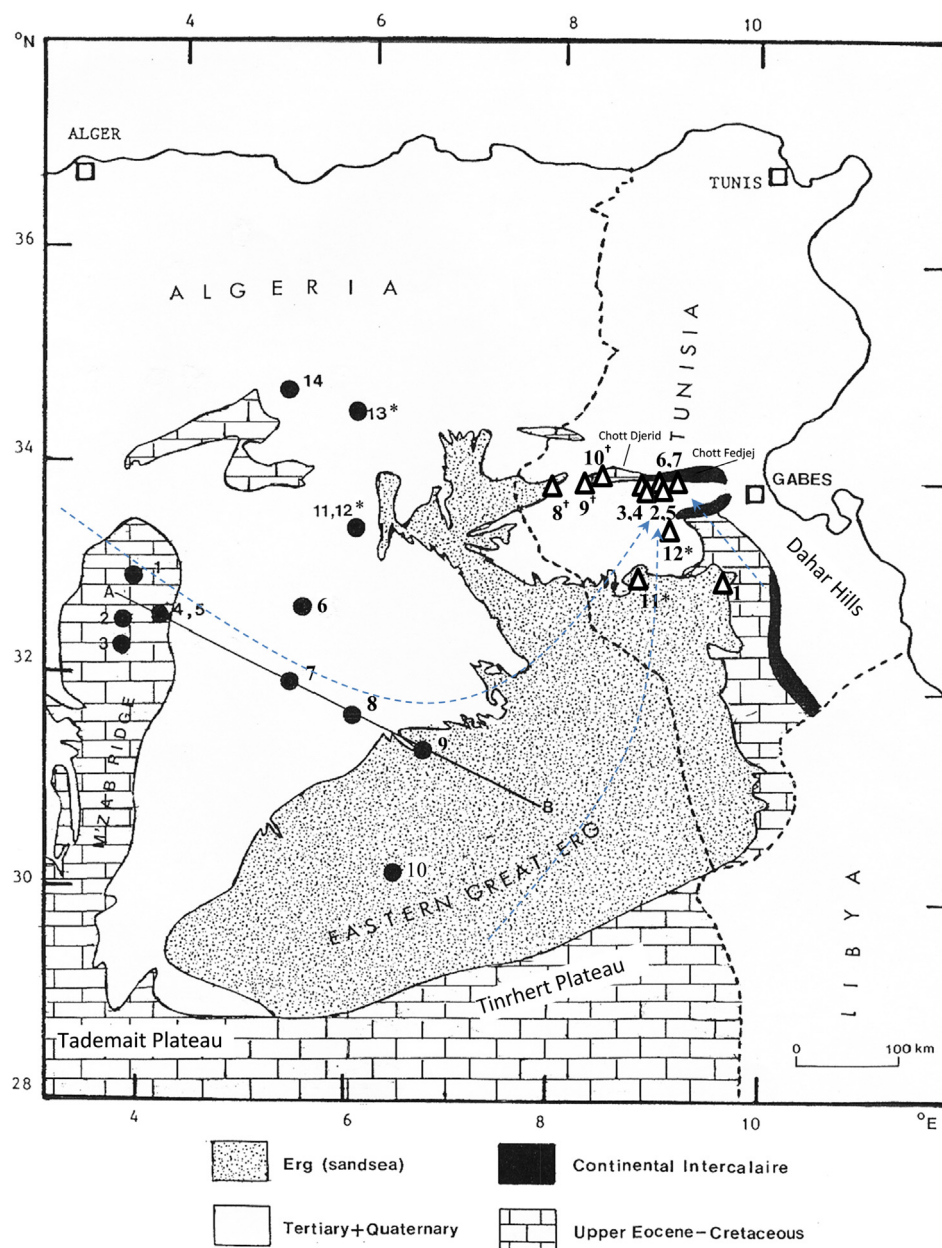 4 6 8 10
°N
ALGER
TUNIS
36
ALGERIA
TUNISIA
14
13*
34
Chott Djerid
10†
6,7
Chott Fedjej
GABES
11,12*
8†
9†
3,4
2,5
12*
Dahar Hills
1
A
4,5
6
11*
1
2
3
32
7
8
9
M'ZAB RIDGE
B
10
30
EASTERN GREAT ERG
LIBYA
Tinrhert Plateau
Tademait Plateau
0 100 km
28
4 6 8 10 °E
Erg (sandsea)
Continental Intercalaire
Tertiary+Quaternary
Upper Eocene-Cretaceous